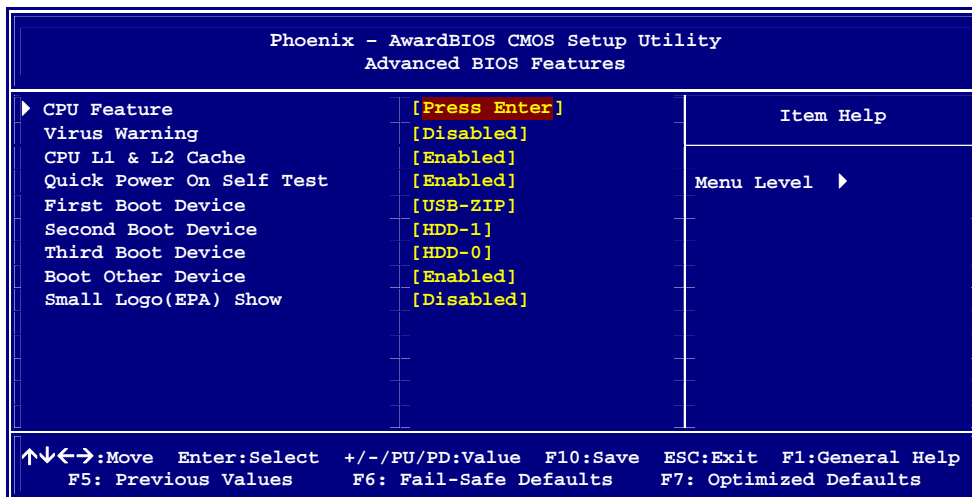 Phoenix – AwardBIOS CMOS Setup Utility
Advanced BIOS Features
CPU Feature [Press Enter]
Virus Warning [Disabled]
CPU L1 & L2 Cache [Enabled]
Quick Power On Self Test [Enabled]
First Boot Device [USB-ZIP]
Second Boot Device [HDD-1]
Third Boot Device [HDD-0]
Boot Other Device [Enabled]
Small Logo(EPA) Show [Disabled]
Item Help
Menu Level
↑↓←→:Move Enter:Select +/-/PU/PD:Value F10:Save ESC:Exit F1:General Help
F5: Previous Values F6: Fail-Safe Defaults F7: Optimized Defaults